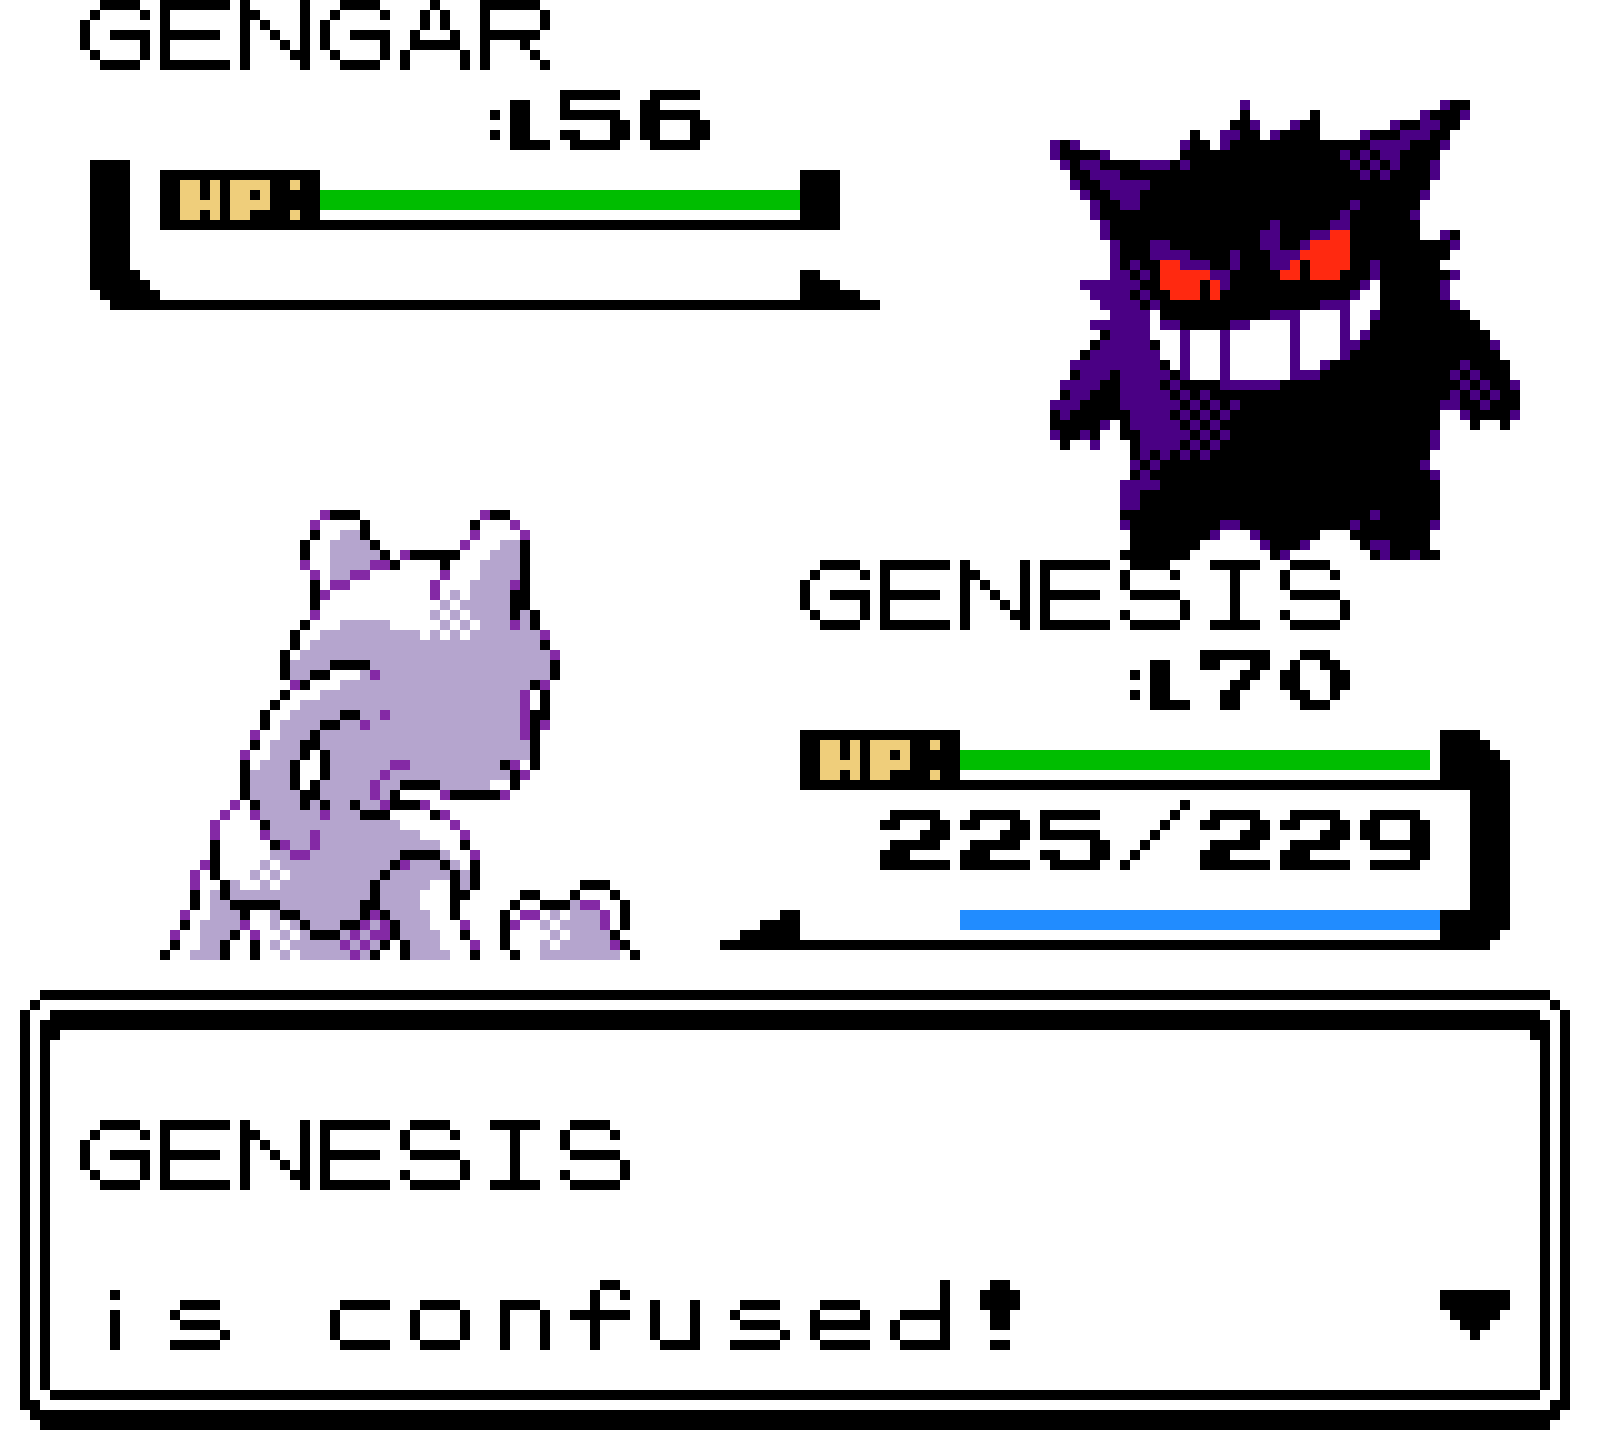 GENGAR
:L56
HP:
GENESIS
:L70
HP:
225/229
GENESIS
is confused!